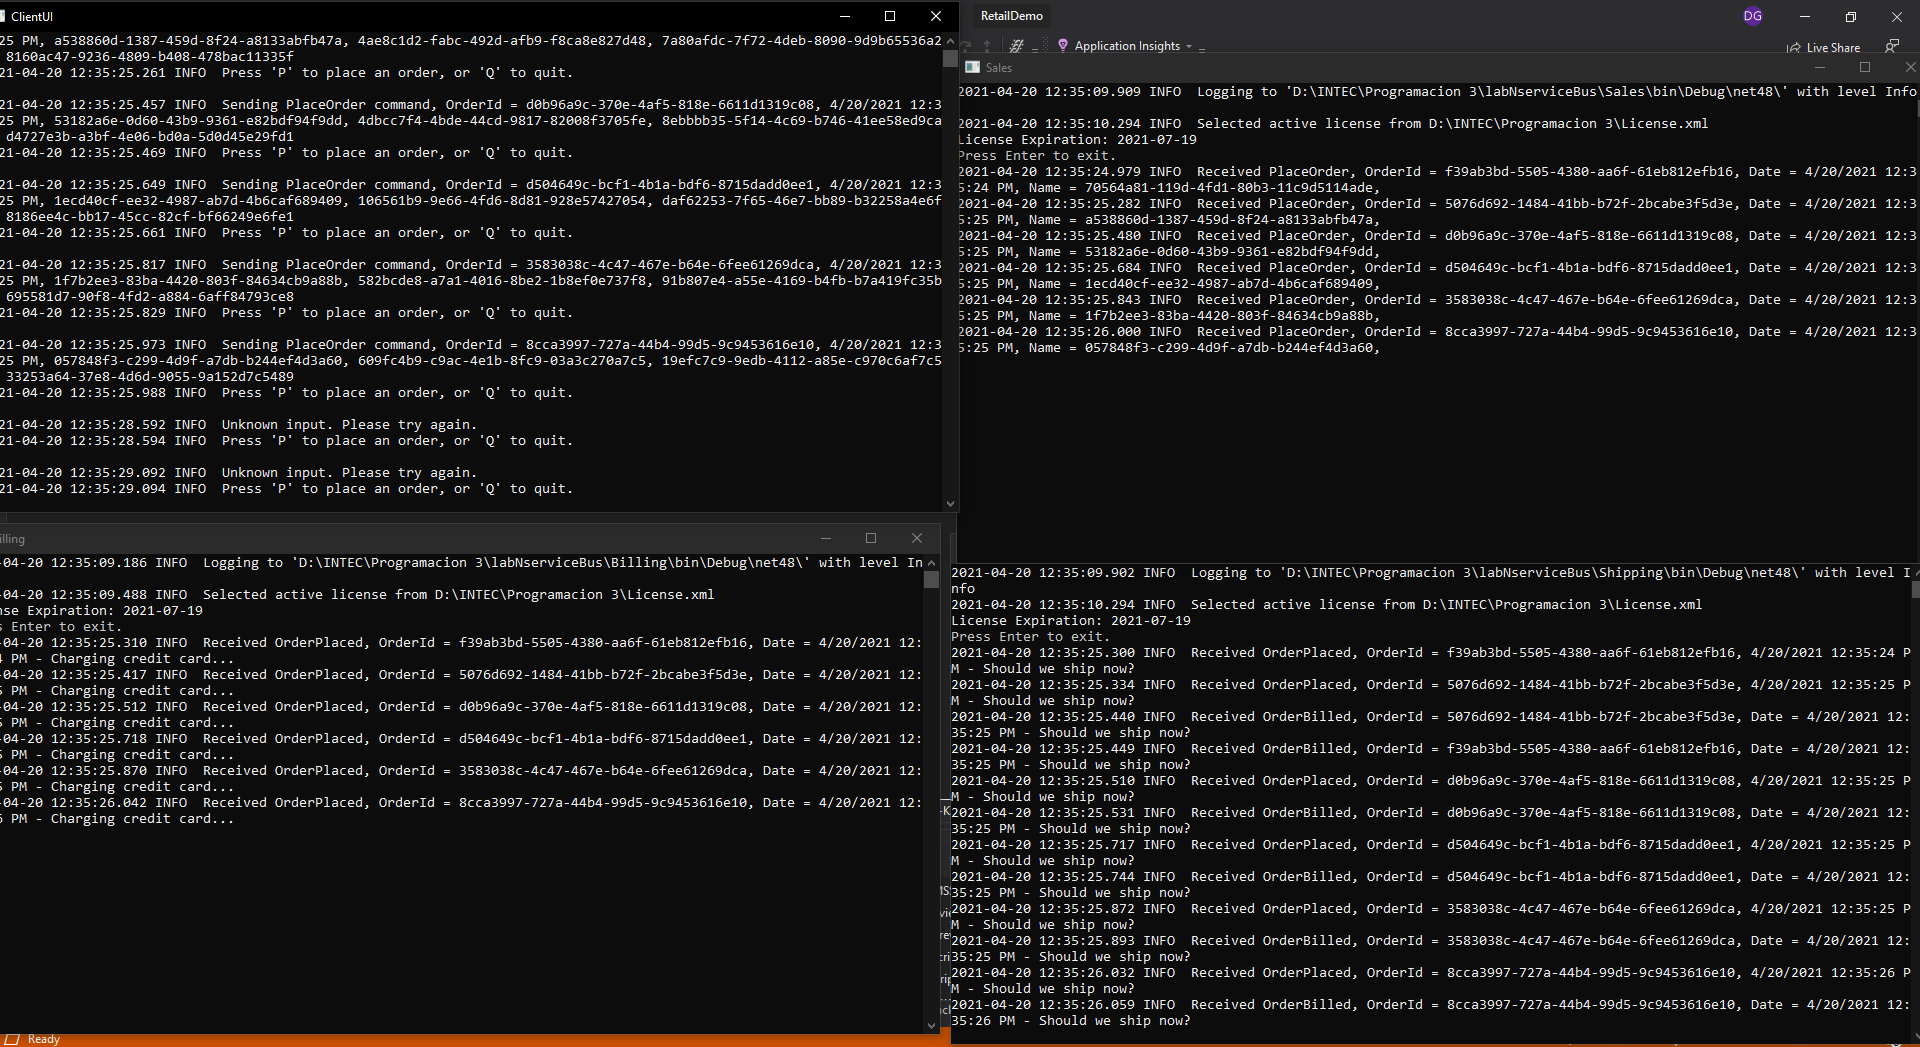 ClientUI
25 PM, a538860d-1387-459d-8f24-a8133abfb47a, 4ae8c1d2-fabc-492d-afb9-f8ca8e827d48, 7a80afdc-7f72-4deb-8090-9d9b65536a2
8160ac47-9236-4809-b408-478bac11335f
21-04-20 12:35:25.261 INFO  Press 'P' to place an order, or 'Q' to quit.
21-04-20 12:35:25.457 INFO  Sending PlaceOrder command, OrderId = d0b96a9c-370e-4af5-818e-6611d1319c08, 4/20/2021 12:3
25 PM, 53182a6e-0d60-43b9-9361-e82bdf94f9dd, 4dbcc7f4-4bde-44cd-9817-82008f3705fe, 8ebbbb35-5f14-4c69-b746-41ee58ed9ca
d4727e3b-a3bf-4e06-bd0a-5d0d45e29fd1
21-04-20 12:35:25.469 INFO  Press 'P' to place an order, or 'Q' to quit.
21-04-20 12:35:25.649 INFO  Sending PlaceOrder command, OrderId = d504649c-bcf1-4b1a-bdf6-8715dadd0ee1, 4/20/2021 12:3
25 PM, 1ecd40cf-ee32-4987-ab7d-4b6caf689409, 106561b9-9e66-4fd6-8d81-928e57427054, daf62253-7f65-46e7-bb89-b32258a4e6f
8186ee4c-bb17-45cc-82cf-bf66249e6fe1
21-04-20 12:35:25.661 INFO  Press 'P' to place an order, or 'Q' to quit.
21-04-20 12:35:25.817 INFO  Sending PlaceOrder command, OrderId = 3583038c-4c47-467e-b64e-6fee61269dca, 4/20/2021 12:3
25 PM, 1f7b2ee3-83ba-4420-803f-84634cb9a88b, 582bcde8-a7a1-4016-8be2-1b8ef0e737f8, 91b807e4-a55e-4169-b4fb-b7a419fc35b
695581d7-90f8-4fd2-a884-6aff84793ce8
21-04-20 12:35:25.829 INFO  Press 'P' to place an order, or 'Q' to quit.
21-04-20 12:35:25.973 INFO  Sending PlaceOrder command, OrderId = 8cca3997-727a-44b4-99d5-9c9453616e10, 4/20/2021 12:3
25 PM, 057848f3-c299-4d9f-a7db-b244ef4d3a60, 609fc4b9-c9ac-4e1b-8fc9-03a3c270a7c5, 19efc7c9-9edb-4112-a85e-c970c6af7c5
33253a64-37e8-4d6d-9055-9a152d7c5489
21-04-20 12:35:25.988 INFO  Press 'P' to place an order, or 'Q' to quit.
21-04-20 12:35:28.592 INFO  Unknown input. Please try again.
21-04-20 12:35:28.594 INFO  Press 'P' to place an order, or 'Q' to quit.
21-04-20 12:35:29.092 INFO  Unknown input. Please try again.
21-04-20 12:35:29.094 INFO  Press 'P' to place an order, or 'Q' to quit.
RetailDemo
DG
Application Insights
Live Share
Sales
2021-04-20 12:35:09.909 INFO  Logging to 'D:\INTEC\Programacion 3\labNserviceBus\Sales\bin\Debug\net48\' with level Info
2021-04-20 12:35:10.294 INFO  Selected active license from D:\INTEC\Programacion 3\License.xml
License Expiration: 2021-07-19
Press Enter to exit.
2021-04-20 12:35:24.979 INFO  Received PlaceOrder, OrderId = f39ab3bd-5505-4380-aa6f-61eb812efb16, Date = 4/20/2021 12:3
5:24 PM, Name = 70564a81-119d-4fd1-80b3-11c9d5114ade,
2021-04-20 12:35:25.282 INFO  Received PlaceOrder, OrderId = 5076d692-1484-41bb-b72f-2bcabe3f5d3e, Date = 4/20/2021 12:3
5:25 PM, Name = a538860d-1387-459d-8f24-a8133abfb47a,
2021-04-20 12:35:25.480 INFO  Received PlaceOrder, OrderId = d0b96a9c-370e-4af5-818e-6611d1319c08, Date = 4/20/2021 12:3
5:25 PM, Name = 53182a6e-0d60-43b9-9361-e82bdf94f9dd,
2021-04-20 12:35:25.684 INFO  Received PlaceOrder, OrderId = d504649c-bcf1-4b1a-bdf6-8715dadd0ee1, Date = 4/20/2021 12:3
5:25 PM, Name = 1ecd40cf-ee32-4987-ab7d-4b6caf689409,
2021-04-20 12:35:25.843 INFO  Received PlaceOrder, OrderId = 3583038c-4c47-467e-b64e-6fee61269dca, Date = 4/20/2021 12:3
5:25 PM, Name = 1f7b2ee3-83ba-4420-803f-84634cb9a88b,
2021-04-20 12:35:26.000 INFO  Received PlaceOrder, OrderId = 8cca3997-727a-44b4-99d5-9c9453616e10, Date = 4/20/2021 12:3
5:25 PM, Name = 057848f3-c299-4d9f-a7db-b244ef4d3a60,
illing
-04-20 12:35:09.186 INFO  Logging to 'D:\INTEC\Programacion 3\labNserviceBus\Billing\bin\Debug\net48\' with level In
-04-20 12:35:09.488 INFO  Selected active license from D:\INTEC\Programacion 3\License.xml
nse Expiration: 2021-07-19
s Enter to exit.
-04-20 12:35:25.310 INFO  Received OrderPlaced, OrderId = f39ab3bd-5505-4380-aa6f-61eb812efb16, Date = 4/20/2021 12:
4 PM - Charging credit card...
-04-20 12:35:25.417 INFO  Received OrderPlaced, OrderId = 5076d692-1484-41bb-b72f-2bcabe3f5d3e, Date = 4/20/2021 12:
5 PM - Charging credit card...
-04-20 12:35:25.512 INFO  Received OrderPlaced, OrderId = d0b96a9c-370e-4af5-818e-6611d1319c08, Date = 4/20/2021 12:
5 PM - Charging credit card...
-04-20 12:35:25.718 INFO  Received OrderPlaced, OrderId = d504649c-bcf1-4b1a-bdf6-8715dadd0ee1, Date = 4/20/2021 12:
5 PM - Charging credit card...
-04-20 12:35:25.870 INFO  Received OrderPlaced, OrderId = 3583038c-4c47-467e-b64e-6fee61269dca, Date = 4/20/2021 12:
5 PM - Charging credit card...
-04-20 12:35:26.042 INFO  Received OrderPlaced, OrderId = 8cca3997-727a-44b4-99d5-9c9453616e10, Date = 4/20/2021 12:
6 PM - Charging credit card...
2021-04-20 12:35:09.902 INFO  Logging to 'D:\INTEC\Programacion 3\labNserviceBus\Shipping\bin\Debug\net48\' with level I
nfo
2021-04-20 12:35:10.294 INFO  Selected active license from D:\INTEC\Programacion 3\License.xml
License Expiration: 2021-07-19
Press Enter to exit.
2021-04-20 12:35:25.300 INFO  Received OrderPlaced, OrderId = f39ab3bd-5505-4380-aa6f-61eb812efb16, 4/20/2021 12:35:24 P
M - Should we ship now?
2021-04-20 12:35:25.334 INFO  Received OrderPlaced, OrderId = 5076d692-1484-41bb-b72f-2bcabe3f5d3e, 4/20/2021 12:35:25 P
M - Should we ship now?
2021-04-20 12:35:25.440 INFO  Received OrderBilled, OrderId = 5076d692-1484-41bb-b72f-2bcabe3f5d3e, Date = 4/20/2021 12:
35:25 PM - Should we ship now?
2021-04-20 12:35:25.449 INFO  Received OrderBilled, OrderId = f39ab3bd-5505-4380-aa6f-61eb812efb16, Date = 4/20/2021 12:
35:25 PM - Should we ship now?
2021-04-20 12:35:25.510 INFO  Received OrderPlaced, OrderId = d0b96a9c-370e-4af5-818e-6611d1319c08, 4/20/2021 12:35:25 P
M - Should we ship now?
2021-04-20 12:35:25.531 INFO  Received OrderBilled, OrderId = d0b96a9c-370e-4af5-818e-6611d1319c08, Date = 4/20/2021 12:
35:25 PM - Should we ship now?
2021-04-20 12:35:25.717 INFO  Received OrderPlaced, OrderId = d504649c-bcf1-4b1a-bdf6-8715dadd0ee1, 4/20/2021 12:35:25 P
M - Should we ship now?
2021-04-20 12:35:25.744 INFO  Received OrderBilled, OrderId = d504649c-bcf1-4b1a-bdf6-8715dadd0ee1, Date = 4/20/2021 12:
35:25 PM - Should we ship now?
2021-04-20 12:35:25.872 INFO  Received OrderPlaced, OrderId = 3583038c-4c47-467e-b64e-6fee61269dca, 4/20/2021 12:35:25 P
M - Should we ship now?
2021-04-20 12:35:25.893 INFO  Received OrderBilled, OrderId = 3583038c-4c47-467e-b64e-6fee61269dca, Date = 4/20/2021 12:
35:25 PM - Should we ship now?
2021-04-20 12:35:26.032 INFO  Received OrderPlaced, OrderId = 8cca3997-727a-44b4-99d5-9c9453616e10, 4/20/2021 12:35:26 P
M - Should we ship now?
2021-04-20 12:35:26.059 INFO  Received OrderBilled, OrderId = 8cca3997-727a-44b4-99d5-9c9453616e10, Date = 4/20/2021 12:
35:26 PM - Should we ship now?
Ready